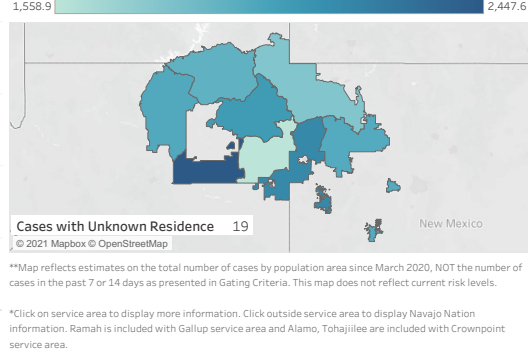 1,558.9 2,447.6
New Mexico
Cases with Unknown Residence 19
© 2021 Mapbox © OpenStreetMap
**Map reflects estimates on the total number of cases by population area since March 2020, NOT the number of
cases in the past 7 or 14 days as presented in Gating Criteria. This map does not reflect current risk levels.
*Click on service area to display more information. Click outside service area to display Navajo Nation
information. Ramah is included with Gallup service area and Alamo, Tohajiilee are included with Crownpoint
service area.